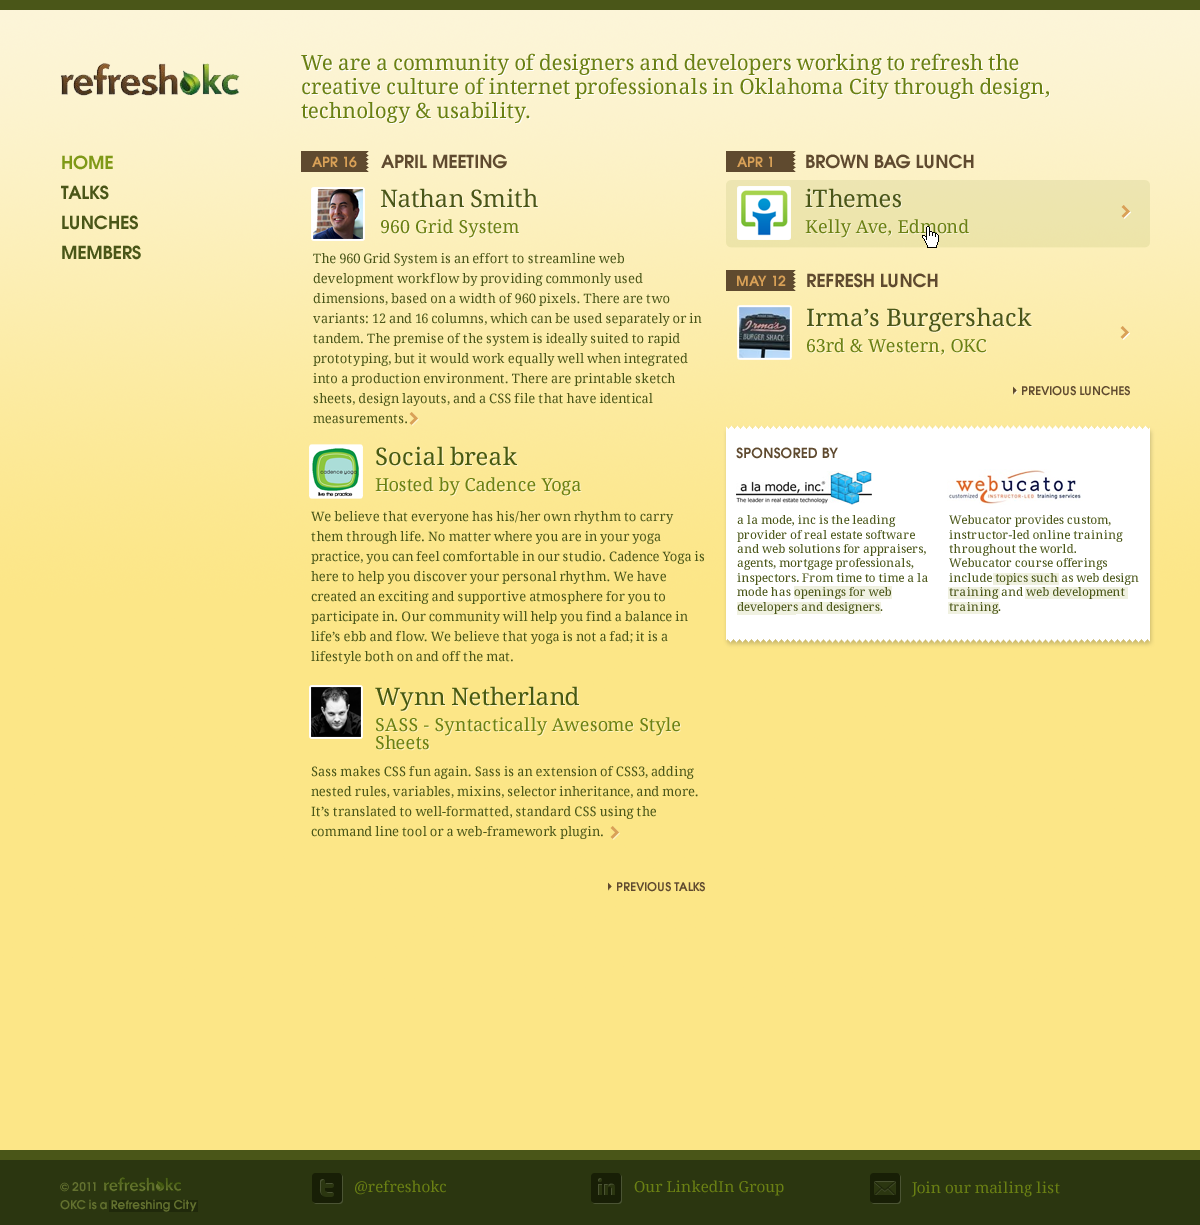 refreshokc
We are a community of designers and developers working to refresh the
creative culture of internet professionals in Oklahoma City through design,
technology & usability.
HOME
TALKS
LUNCHES
MEMBERS
APR 16 APRIL MEETING
Nathan Smith
960 Grid System
The 960 Grid System is an effort to streamline web
development workflow by providing commonly used
dimensions, based on a width of 960 pixels. There are two
variants: 12 and 16 columns, which can be used separately or in
tandem. The premise of the system is ideally suited to rapid
prototyping, but it would work equally well when integrated
into a production environment. There are printable sketch
sheets, design layouts, and a CSS file that have identical
measurements.
cadence yoga
live the practice
Social break
Hosted by Cadence Yoga
We believe that everyone has his/her own rhythm to carry
them through life. No matter where you are in your yoga
practice, you can feel comfortable in our studio. Cadence Yoga is
here to help you discover your personal rhythm. We have
created an exciting and supportive atmosphere for you to
participate in. Our community will help you find a balance in
life’s ebb and flow. We believe that yoga is not a fad; it is a
lifestyle both on and off the mat.
Wynn Netherland
SASS - Syntactically Awesome Style
Sheets
Sass makes CSS fun again. Sass is an extension of CSS3, adding
nested rules, variables, mixins, selector inheritance, and more.
It’s translated to well-formatted, standard CSS using the
command line tool or a web-framework plugin.
PREVIOUS TALKS
APR 1 BROWN BAG LUNCH
iThemes
Kelly Ave, Edmond
MAY 12 REFRESH LUNCH
Irma's
BURGER SHACK
Irma’s Burgershack
63rd & Western, OKC
PREVIOUS LUNCHES
SPONSORED BY
a la mode, inc.®
The leader in real estate technology
a la mode, inc is the leading
provider of real estate software
and web solutions for appraisers,
agents, mortgage professionals,
inspectors. From time to time a la
mode has openings for web
developers and designers.
webucator
customized INSTRUCTOR-LED training services
Webucator provides custom,
instructor-led online training
throughout the world.
Webucator course offerings
include topics such as web design
training and web development
training.
© 2011 refreshokc
OKC is a Refreshing City
@refreshokc
in
Our LinkedIn Group
Join our mailing list